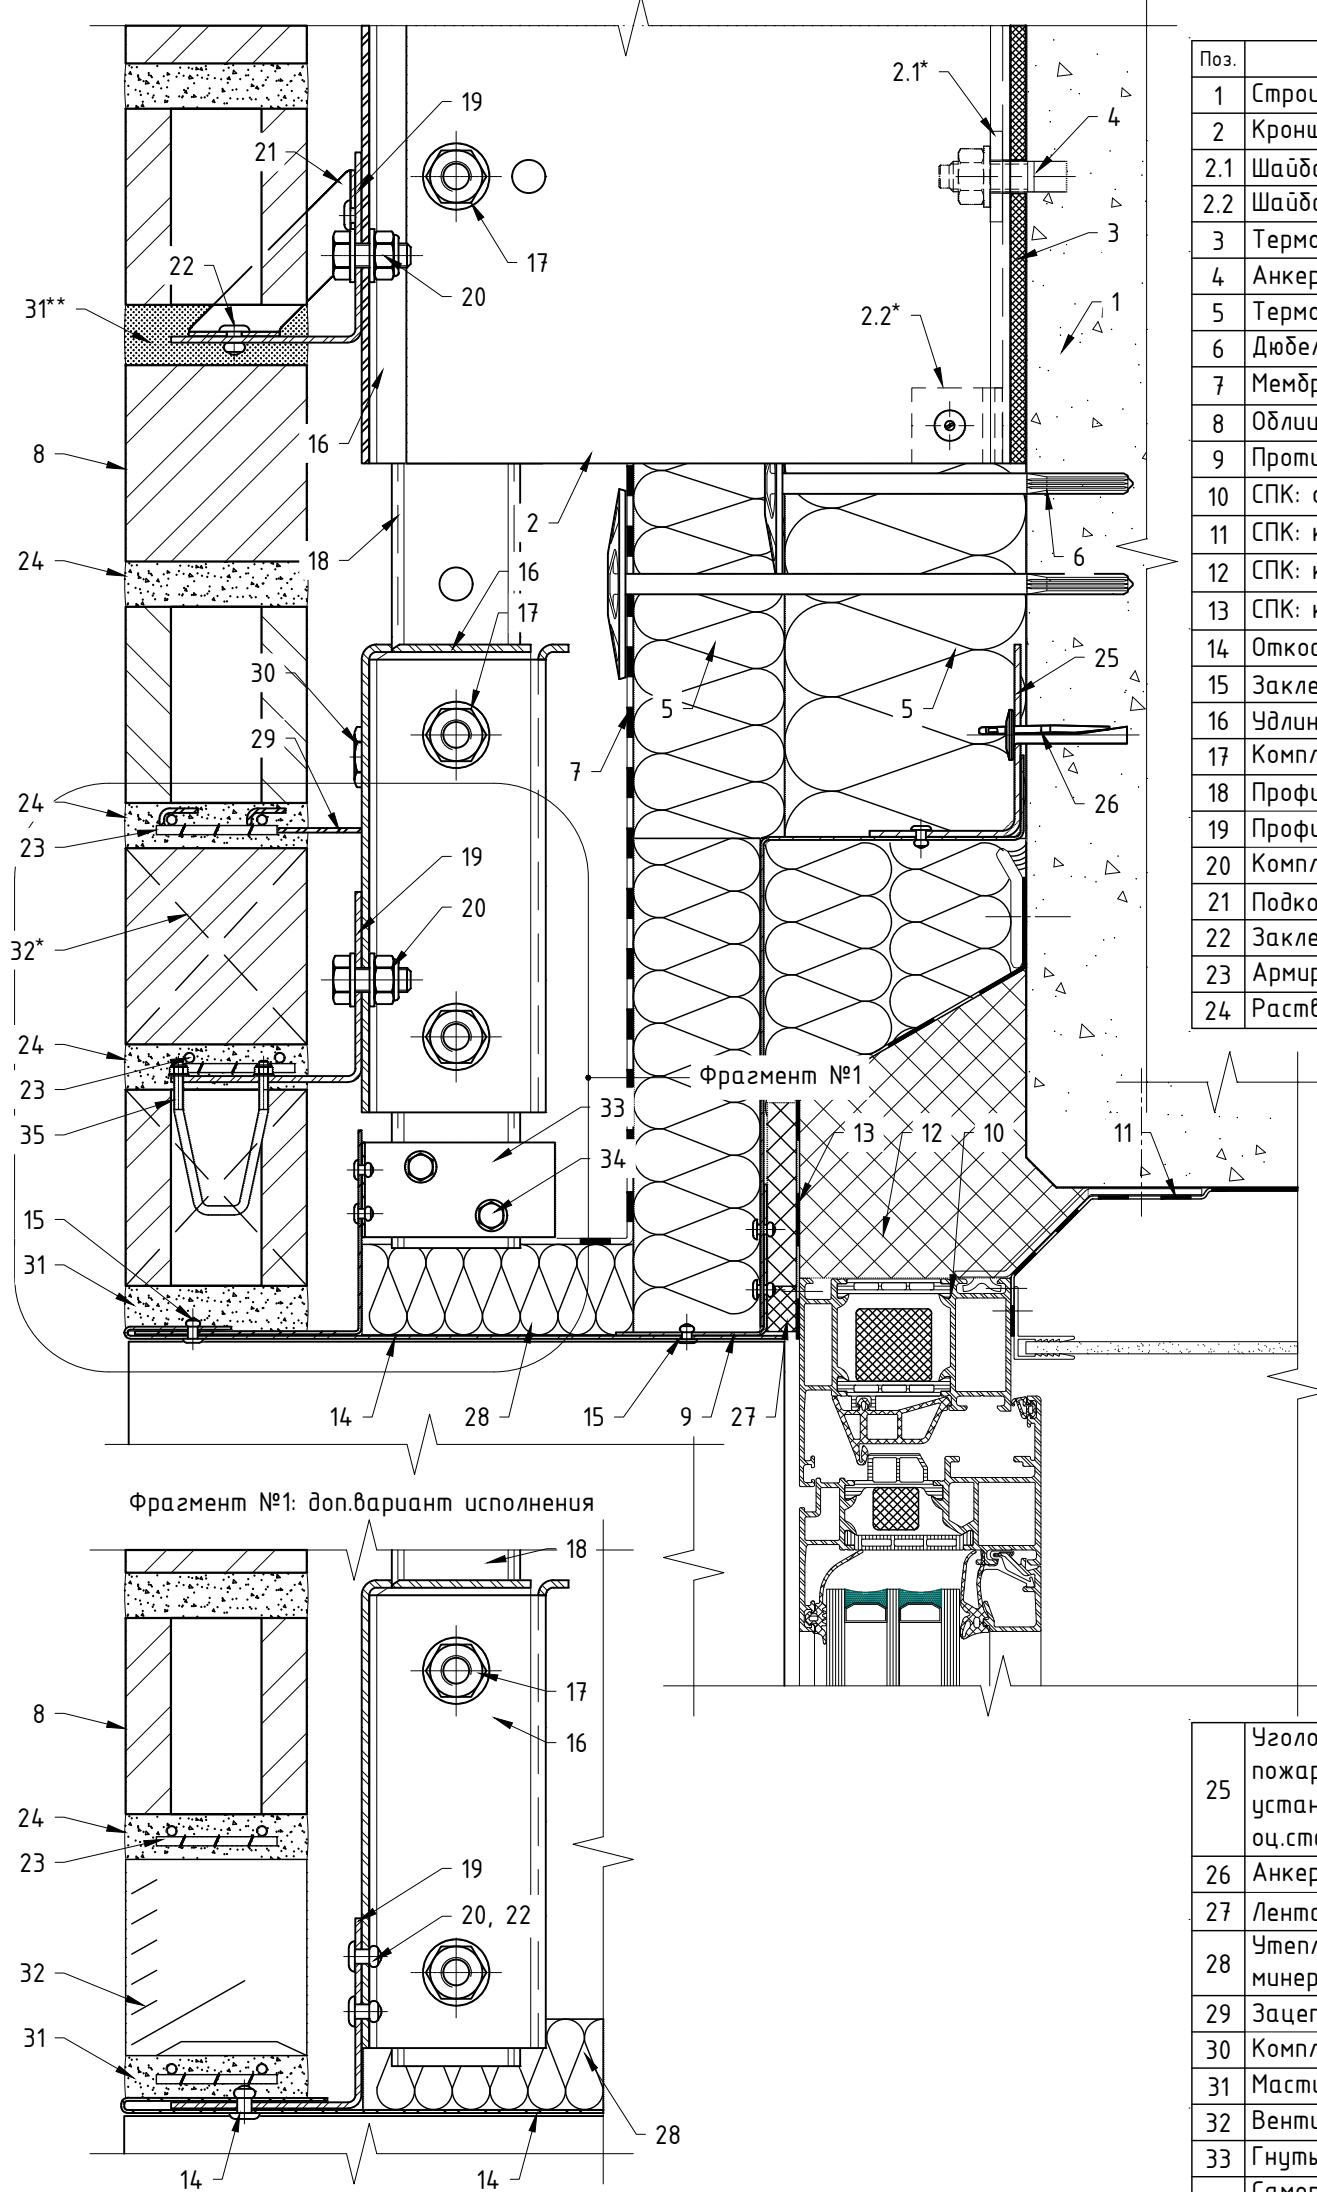 2.1*
19
4
21
17
3
22
20
31**
2.2*
1
16
8
2
24
18
16
6
17
25
30
5
5
29
7
26
24
23
19
20
32*
24
Фрагмент №1
23
33
13
12
10
11
35
34
15
31
14
28
15
9
27
Фрагмент №1: доп.вариант исполнения
18
17
8
16
24
23
19
20, 22
32
31
28
14
14
Поз.
1 Строи
2 Кронш
2.1 Шайбо
2.2 Шайбо
3 Термо
4 Анкер
5 Термо
6 Дюбел
7 Мембр
8 Облиц
9 Проти
10 СПК:
11 СПК: к
12 СПК: к
13 СПК: к
14 Откос
15 Закле
16 Удлин
17 Компл
18 Профи
19 Профи
20 Компл
21 Подко
22 Закле
23 Армир
24 Раств
25 Уголо
пожар
устан
оц.ста
26 Анкер
27 Лента
28 Утепл
минер
29 Зацеп
30 Компл
31 Масти
32 Венти
33 Гнуты
Самор